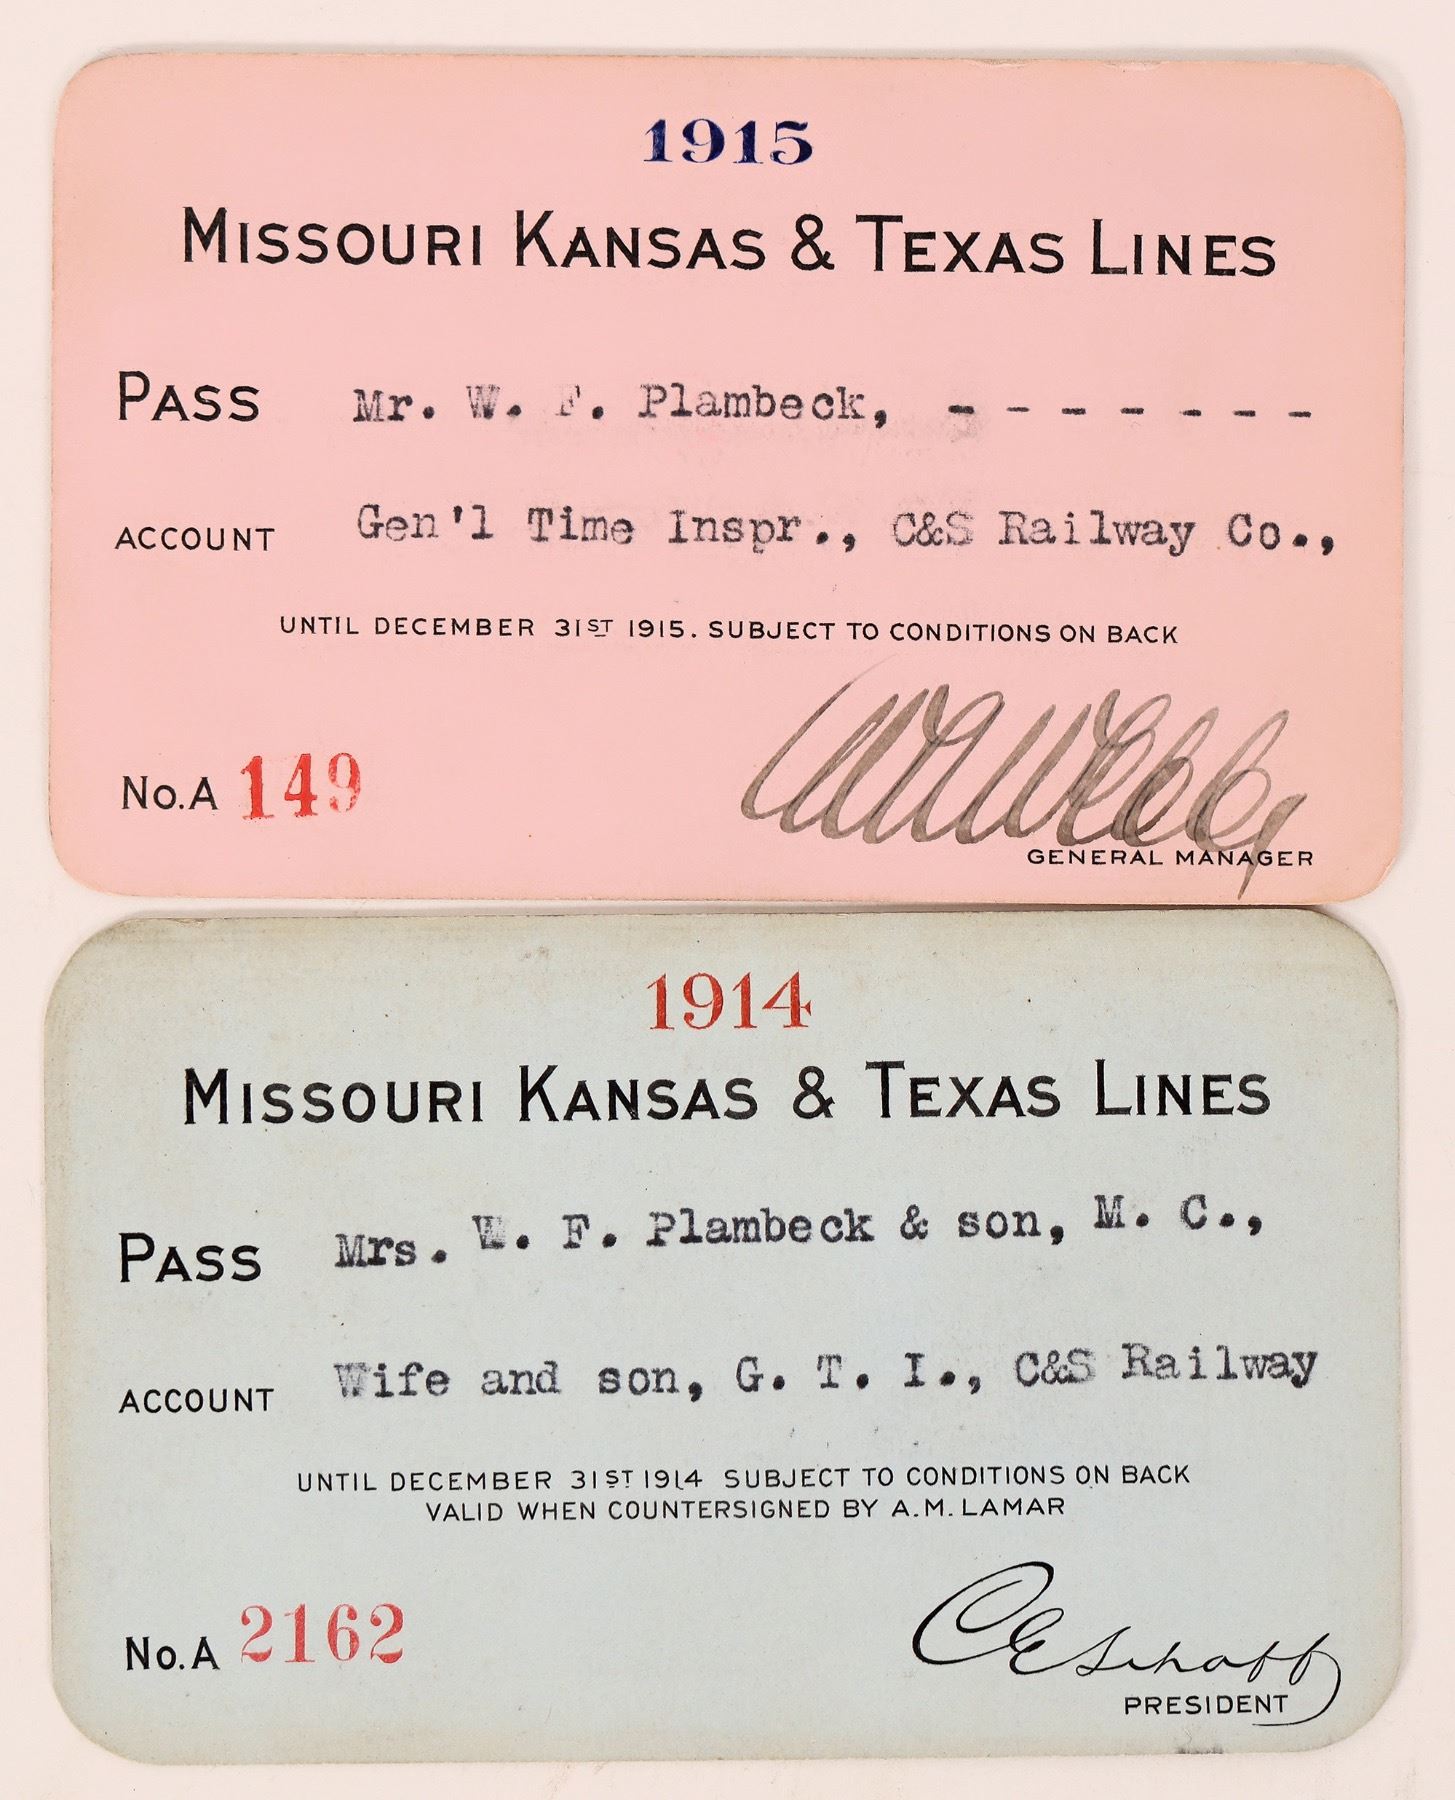 1915
MISSOURI KANSAS & TEXAS LINES
PASS Mr. W. F. Plambeck, - - - - - - -
ACCOUNT Gen'l Time Inspr., C&S Railway Co.,
UNTIL DECEMBER 31ST 1915. SUBJECT TO CONDITIONS ON BACK
No. A 149
W A Webb
GENERAL MANAGER
1914
MISSOURI KANSAS & TEXAS LINES
PASS Mrs. W. F. Plambeck & son, M. C.,
ACCOUNT Wife and son, G. T. I., C&S Railway
UNTIL DECEMBER 31ST 1914 SUBJECT TO CONDITIONS ON BACK
VALID WHEN COUNTERSIGNED BY A. M. LAMAR
No. A 2162
C E Schaff
PRESIDENT